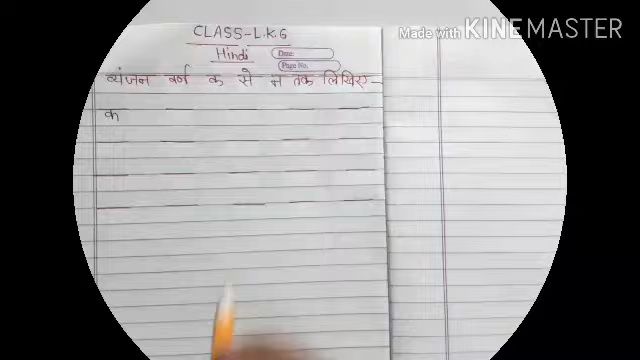 Made with KINEMASTER
CLASS-L.K.G
Hindi
Date:
Page No.
व्यंजन वर्ण क से न तक लिखिए-
क